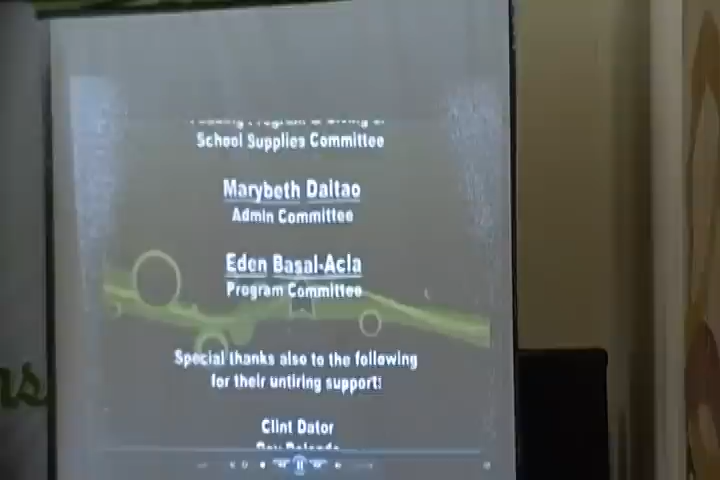 School Supplies Committee
Marybeth Daitao
Admin Committee
Eden Basal-Acla
Program Committee
Special thanks also to the following
for their untiring support:
Clint Dator